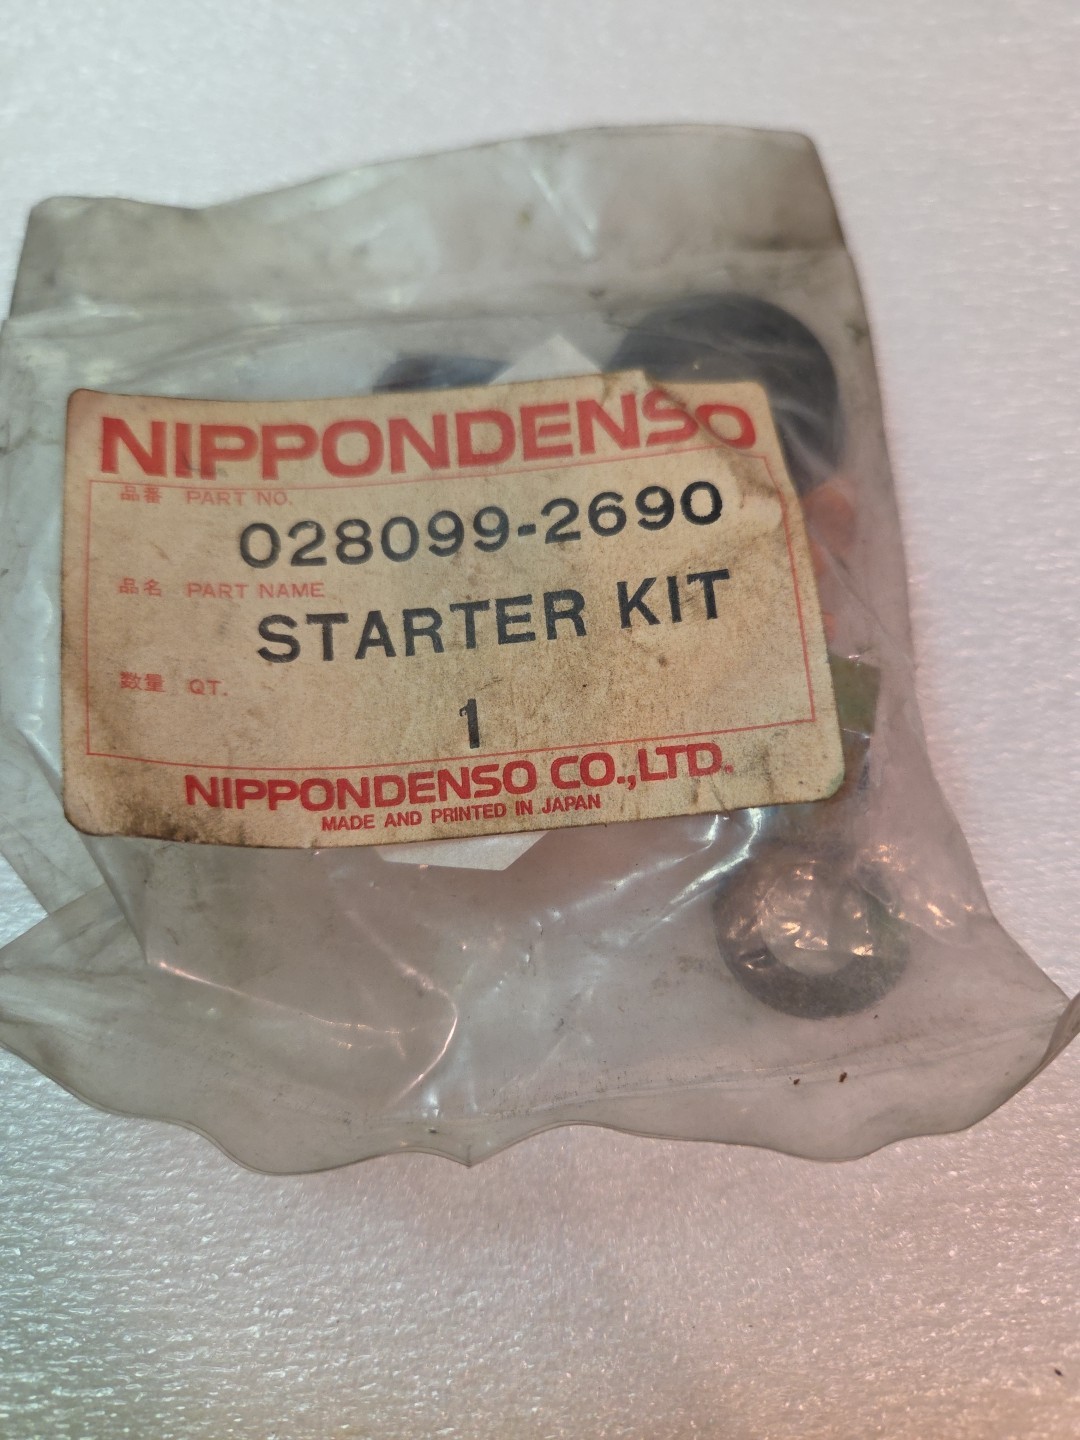 NIPPONDENSO
品番 PART NO.
028099-2690
品名 PART NAME
STARTER KIT
数量 QT.
1
NIPPONDENSO CO.,LTD.
MADE AND PRINTED IN JAPAN